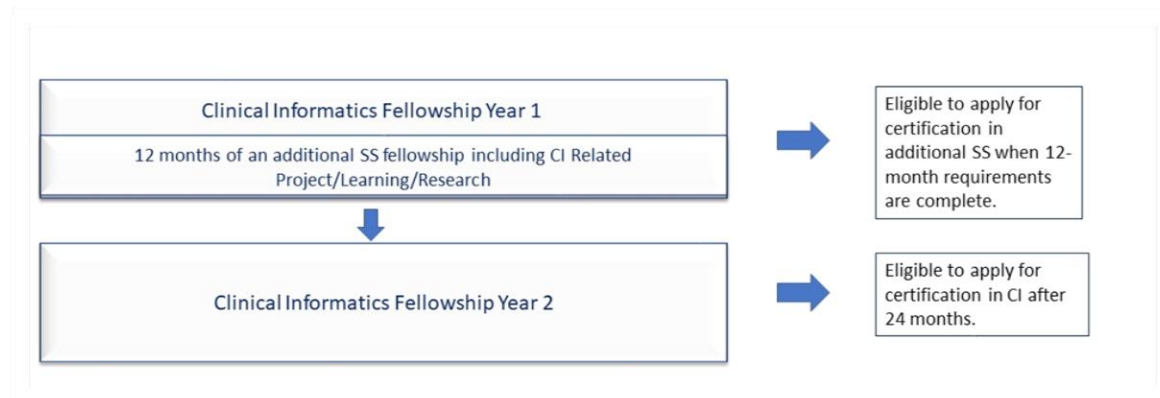 Clinical Informatics Fellowship Year 1
12 months of an additional SS fellowship including CI Related
Project/Learning/Research
Eligible to apply for
certification in
additional SS when 12-
month requirements
are complete.
Clinical Informatics Fellowship Year 2
Eligible to apply for
certification in CI after
24 months.